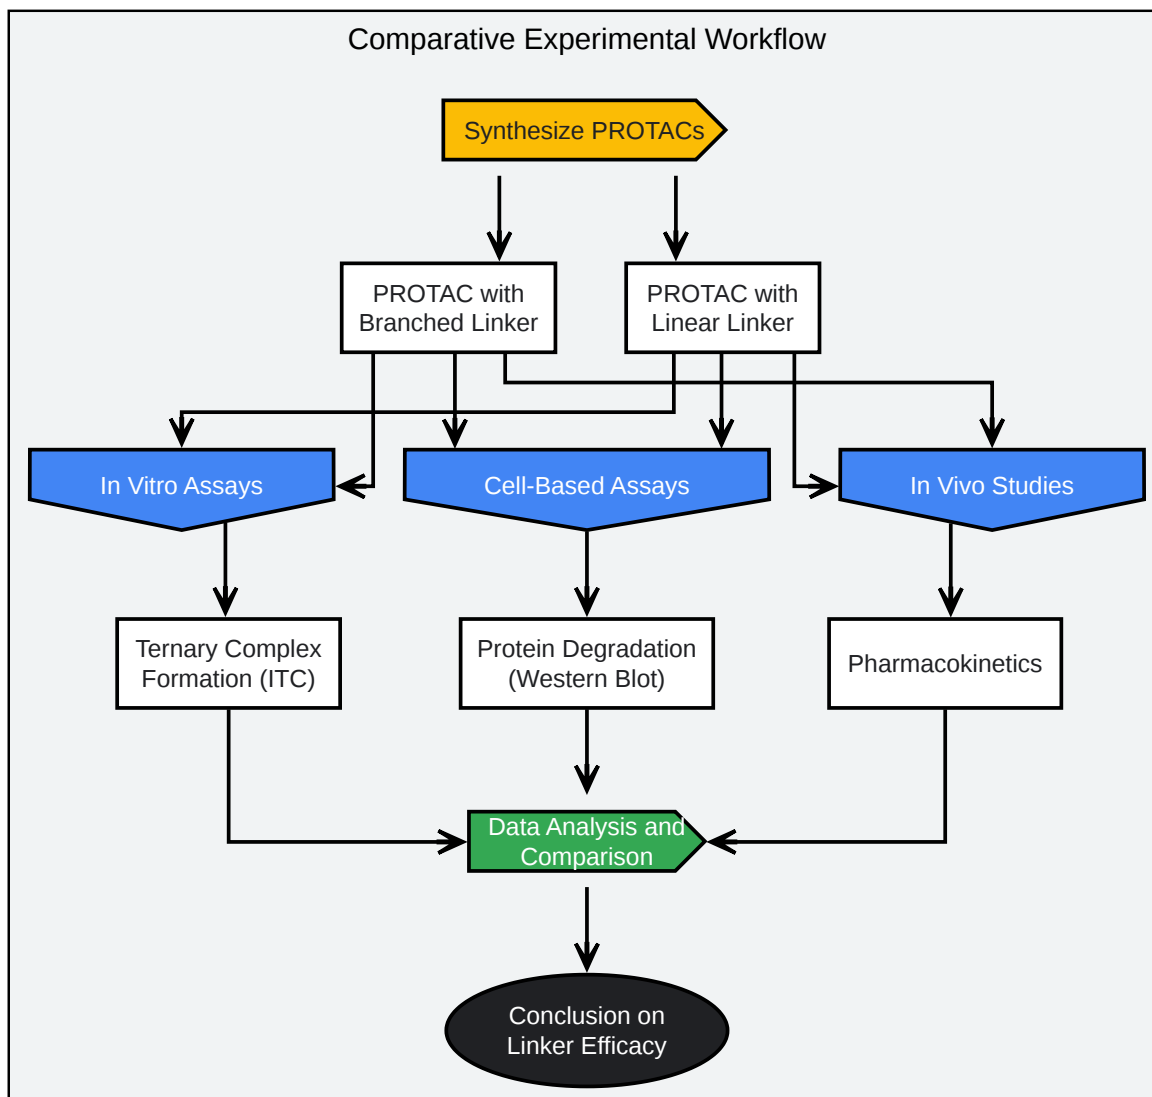 Comparative Experimental Workflow
Synthesize PROTACs
PROTAC with
Branched Linker
PROTAC with
Linear Linker
In Vitro Assays
Cell-Based Assays
In Vivo Studies
Ternary Complex
Formation (ITC)
Protein Degradation
(Western Blot)
Pharmacokinetics
Data Analysis and
Comparison
Conclusion on
Linker Efficacy